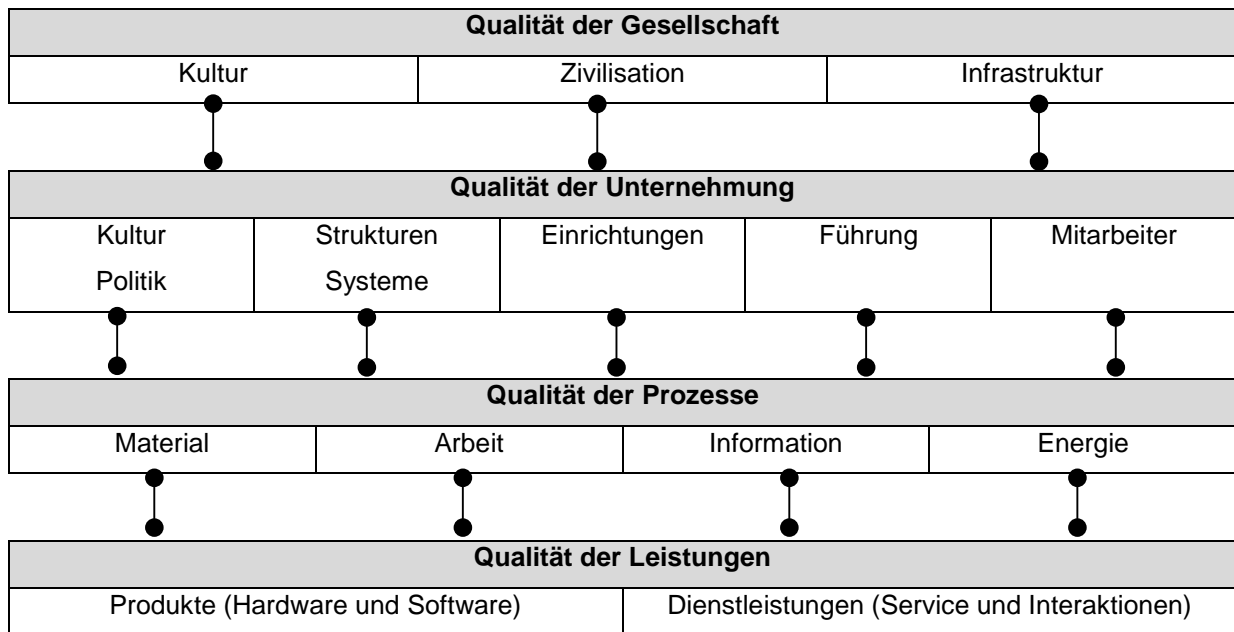 Qualität der Gesellschaft
Kultur Zivilisation Infrastruktur
Qualität der Unternehmung
Kultur Strukturen Einrichtungen Führung Mitarbeiter
Politik Systeme
Qualität der Prozesse
Material Arbeit Information Energie
Qualität der Leistungen
Produkte (Hardware und Software) Dienstleistungen (Service und Interaktionen)